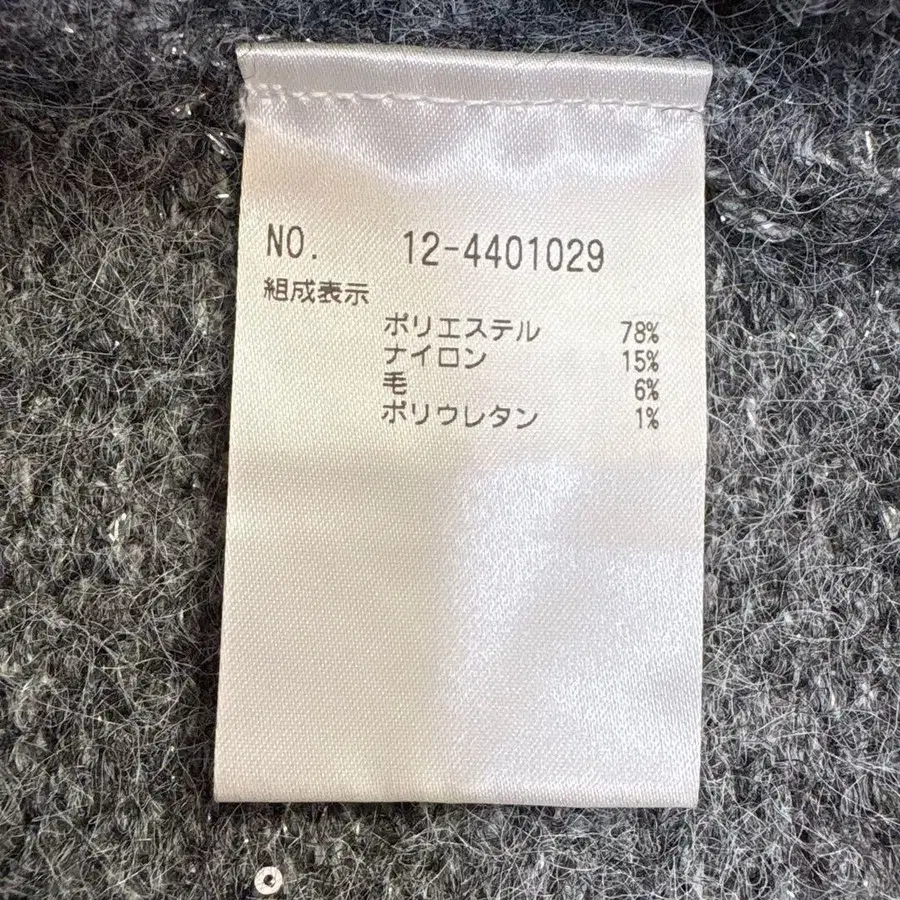 NO. 12-4401029
組成表示
ポリエステル 78%
ナイロン 15%
毛 6%
ポリウレタン 1%